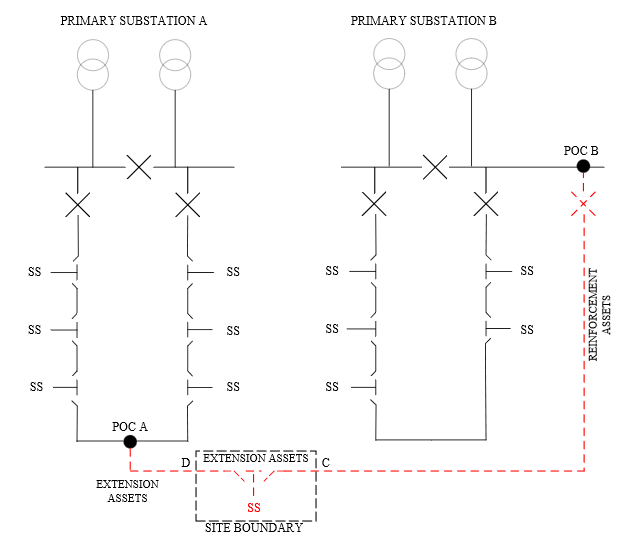 PRIMARY SUBSTATION A
PRIMARY SUBSTATION B
POC B
SS
SS
SS
SS
SS
SS
SS
SS
SS
SS
SS
REINFORCEMENT
ASSETS
POC A
D
EXTENSION ASSETS
C
EXTENSION
ASSETS
SS
SITE BOUNDARY